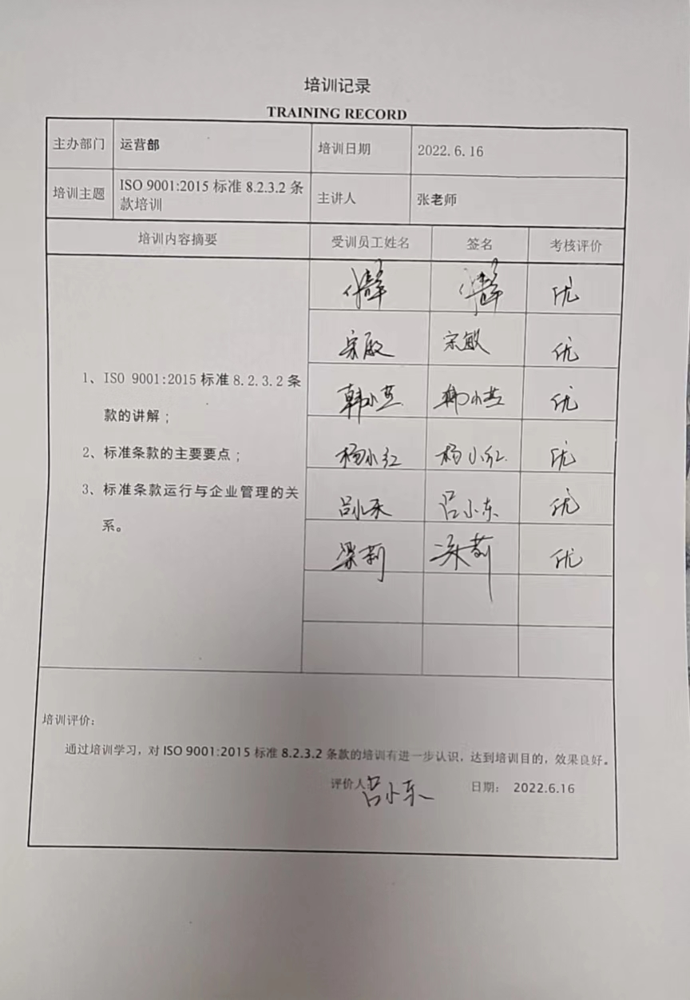 培训记录
TRAINING RECORD
主办部门 运营部 培训日期 2022.6.16
培训主题 ISO 9001:2015 标准 8.2.3.2 条
款培训 主讲人 张老师
培训内容摘要 受训员工姓名 签名 考核评价
优
宋敏 宋敏 优
韩小燕 韩小燕 优
杨小红 杨小红 优
吕小东 吕小东 优
梁莉 梁莉 优
1、ISO 9001:2015 标准 8.2.3.2 条
款的讲解；
2、标准条款的主要要点；
3、标准条款运行与企业管理的关
系。
培训评价：
通过培训学习，对 ISO 9001:2015 标准 8.2.3.2 条款的培训有进一步认识，达到培训目的，效果良好。
评价人: 吕小东 日期： 2022.6.16